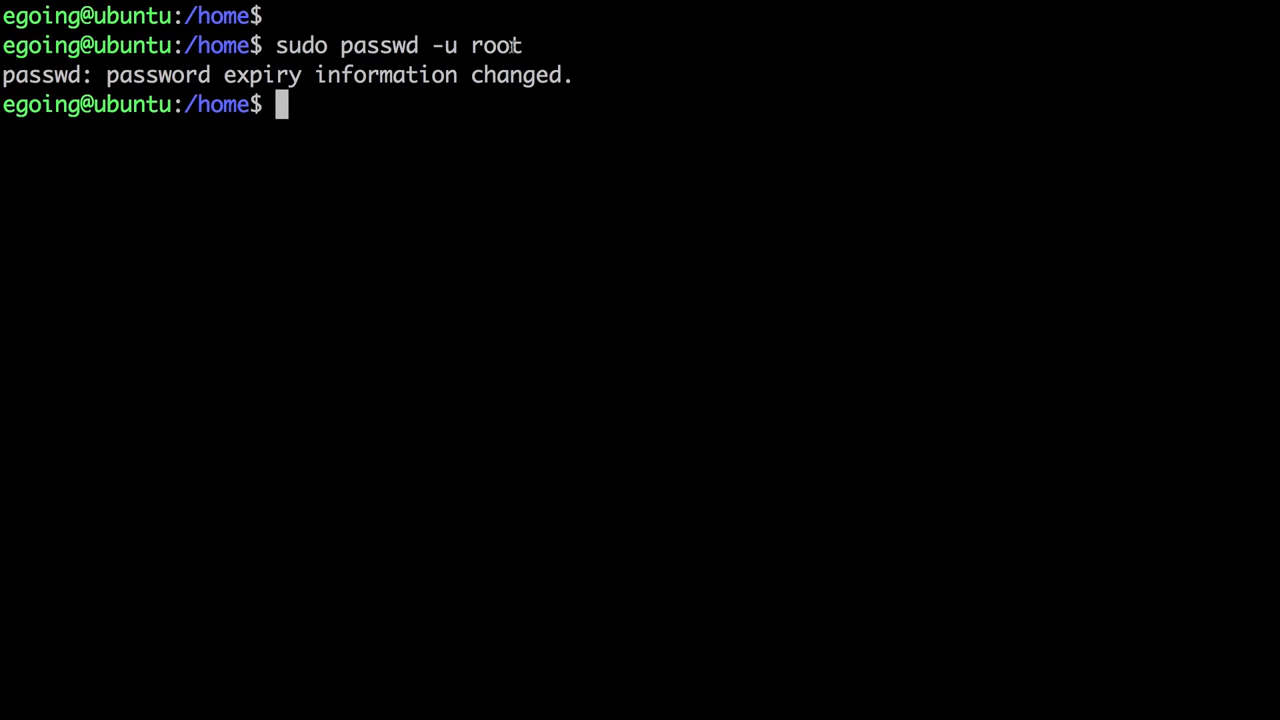 egoing@ubuntu:/home$
egoing@ubuntu:/home$ sudo passwd -u root
passwd: password expiry information changed.
egoing@ubuntu:/home$